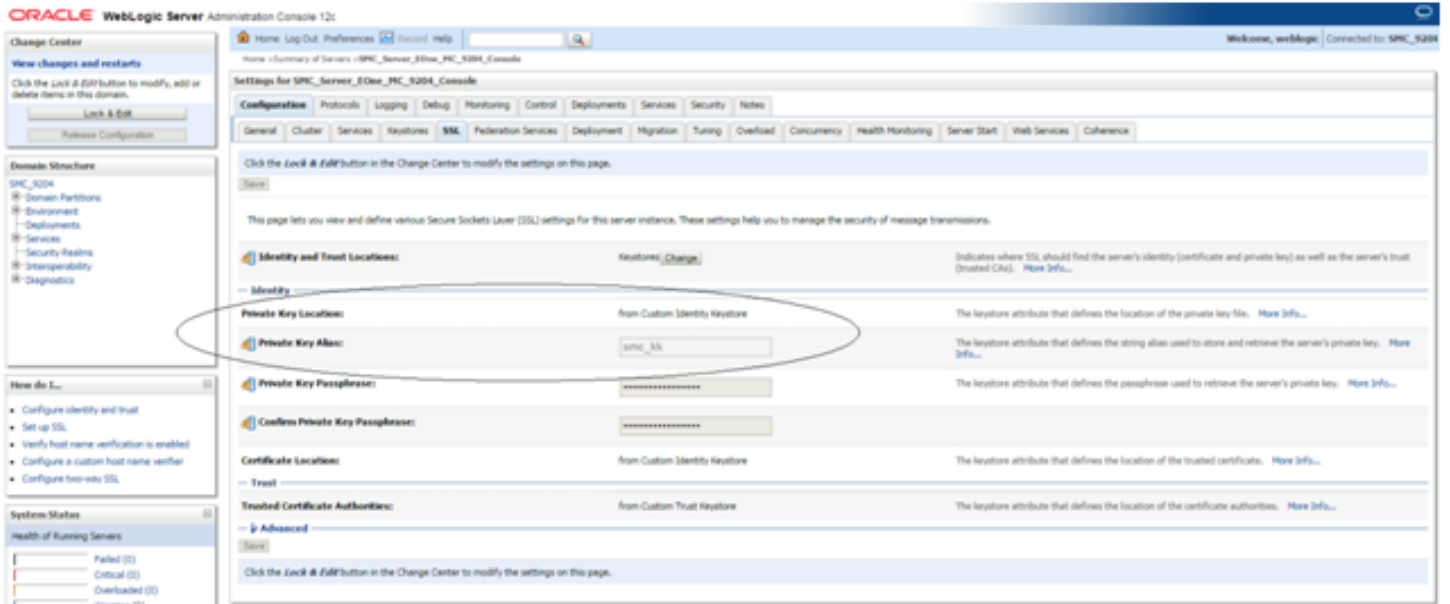 ORACLE WebLogic Server Administration Console 12c
Change Center
View changes and restarts
Click the Lock & Edit button to modify, add or
delete items in this domain.
Lock & Edit
Release Configuration
Domain Structure
SMC_9204
Domain Partitions
Environment
Deployments
Services
Security Realms
Interoperability
Diagnostics
How do I...
Configure identity and trust
Set up SSL
Verify host name verification is enabled
Configure a custom host name verifier
Configure two-way SSL
System Status
Health of Running Servers
Failed (0)
Critical (0)
Overloaded (0)
Home Log Out Preferences Record Help
Welcome, weblogic Connected to: SMC_9204
Home >Summary of Servers >SMC_Server_EOne_MC_9204_Console
Settings for SMC_Server_EOne_MC_9204_Console
Configuration Protocols Logging Debug Monitoring Control Deployments Services Security Notes
General Cluster Services Keystores SSL Federation Services Deployment Migration Tuning Overload Concurrency Health Monitoring Server Start Web Services Coherence
Click the Lock & Edit button in the Change Center to modify the settings on this page.
Save
This page lets you view and define various Secure Sockets Layer (SSL) settings for this server instance. These settings help you to manage the security of message transmissions.
Identity and Trust Locations: Keystores Change Indicates where SSL should find the server's identity (certificate and private key) as well as the server's trust
(trusted CAs). More Info...
Identity
Private Key Location: from Custom Identity Keystore The keystore attribute that defines the location of the private key file. More Info...
Private Key Alias: smc_kk The keystore attribute that defines the string alias used to store and retrieve the server's private key. More
Info...
Private Key Passphrase: The keystore attribute that defines the passphrase used to retrieve the server's private key. More Info...
Confirm Private Key Passphrase:
Certificate Location: from Custom Identity Keystore The keystore attribute that defines the location of the trusted certificate. More Info...
Trust
Trusted Certificate Authorities: from Custom Trust Keystore The keystore attribute that defines the location of the certificate authorities. More Info...
Advanced
Save
Click the Lock & Edit button in the Change Center to modify the settings on this page.